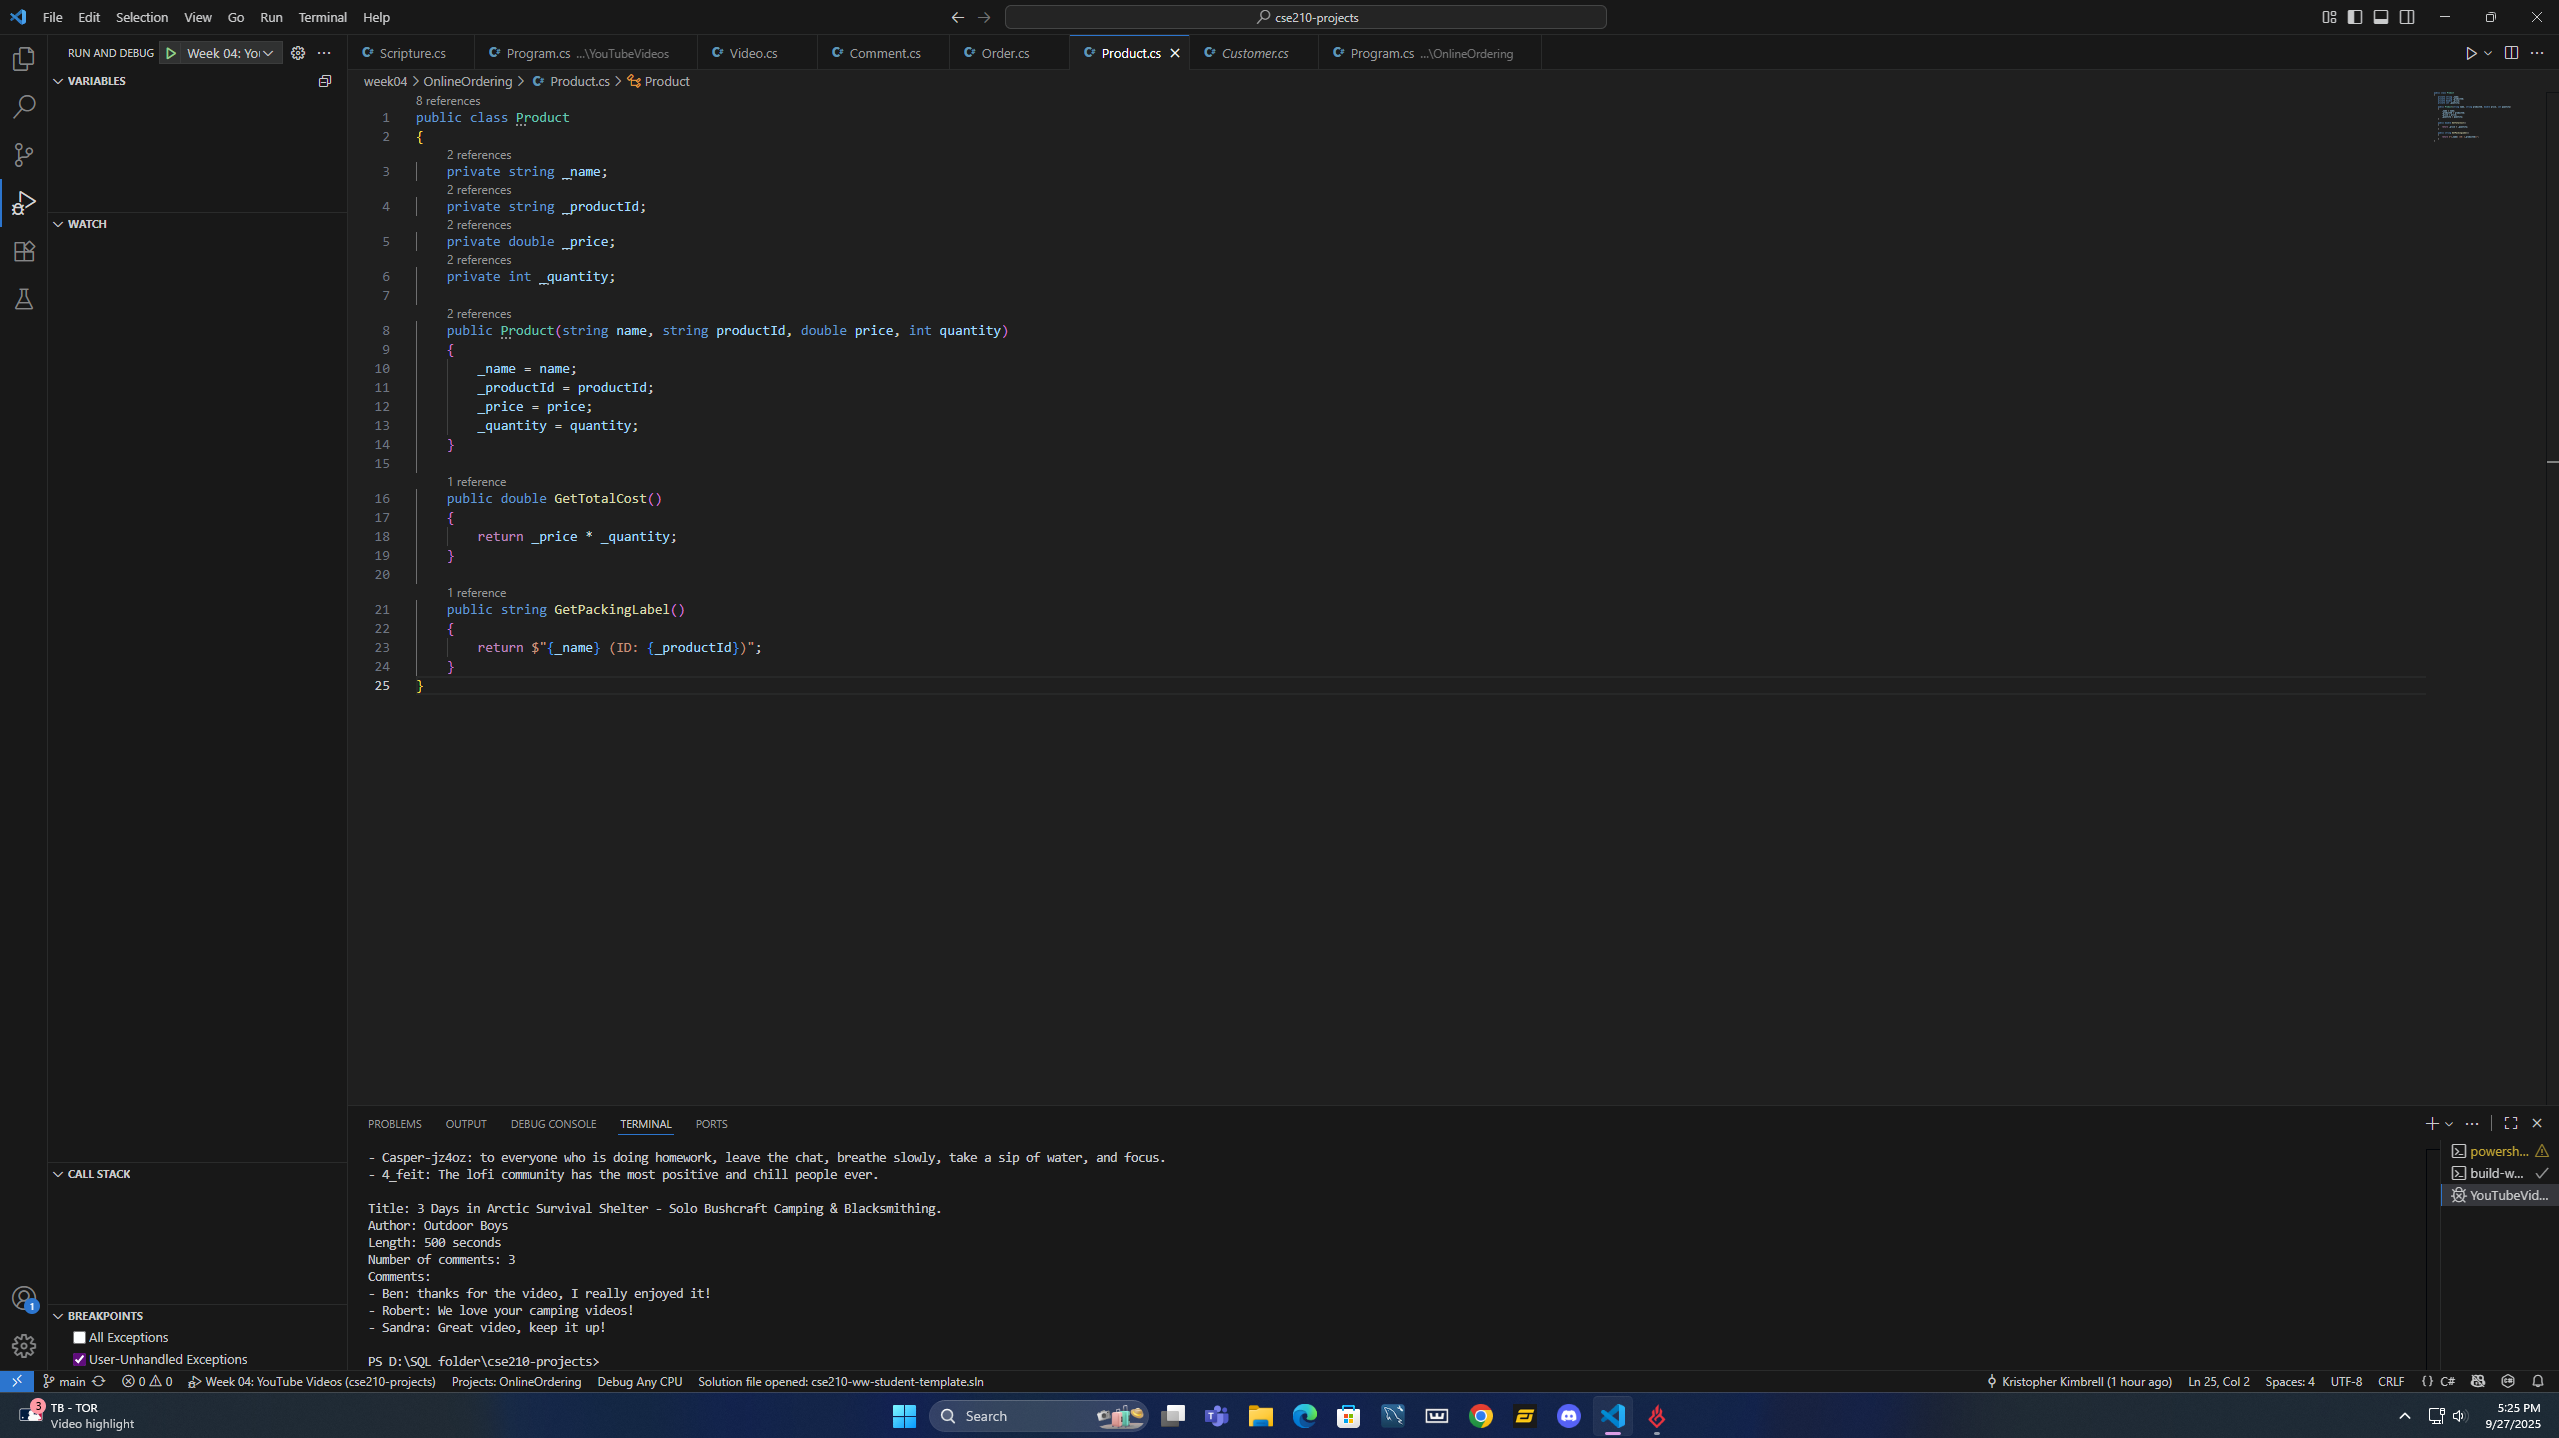 File Edit Selection View Go Run Terminal Help
cse210-projects
RUN AND DEBUG Week 04: You
Scripture.cs Program.cs ...\YouTubeVideos Video.cs Comment.cs Order.cs Product.cs Customer.cs Program.cs ...\OnlineOrdering
VARIABLES
WATCH
CALL STACK
BREAKPOINTS
All Exceptions
User-Unhandled Exceptions
week04 > OnlineOrdering > Product.cs > Product
8 references
1 public class Product
2 {
2 references
3 private string _name;
2 references
4 private string _productId;
2 references
5 private double _price;
2 references
6 private int _quantity;
7
2 references
8 public Product(string name, string productId, double price, int quantity)
9 {
10 _name = name;
11 _productId = productId;
12 _price = price;
13 _quantity = quantity;
14 }
15
1 reference
16 public double GetTotalCost()
17 {
18 return _price * _quantity;
19 }
20
1 reference
21 public string GetPackingLabel()
22 {
23 return $"{_name} (ID: {_productId})";
24 }
25 }
PROBLEMS OUTPUT DEBUG CONSOLE TERMINAL PORTS
- Casper-jz4oz: to everyone who is doing homework, leave the chat, breathe slowly, take a sip of water, and focus.
- 4_feit: The lofi community has the most positive and chill people ever.
Title: 3 Days in Arctic Survival Shelter - Solo Bushcraft Camping & Blacksmithing.
Author: Outdoor Boys
Length: 500 seconds
Number of comments: 3
Comments:
- Ben: thanks for the video, I really enjoyed it!
- Robert: We love your camping videos!
- Sandra: Great video, keep it up!
PS D:\SQL folder\cse210-projects>
powersh...
build-w...
YouTubeVid...
1
main 0 0 Week 04: YouTube Videos (cse210-projects) Projects: OnlineOrdering Debug Any CPU Solution file opened: cse210-ww-student-template.sln
Kristopher Kimbrell (1 hour ago) Ln 25, Col 2 Spaces: 4 UTF-8 CRLF {} C#
3
TB - TOR
Video highlight
Search
5:25 PM
9/27/2025